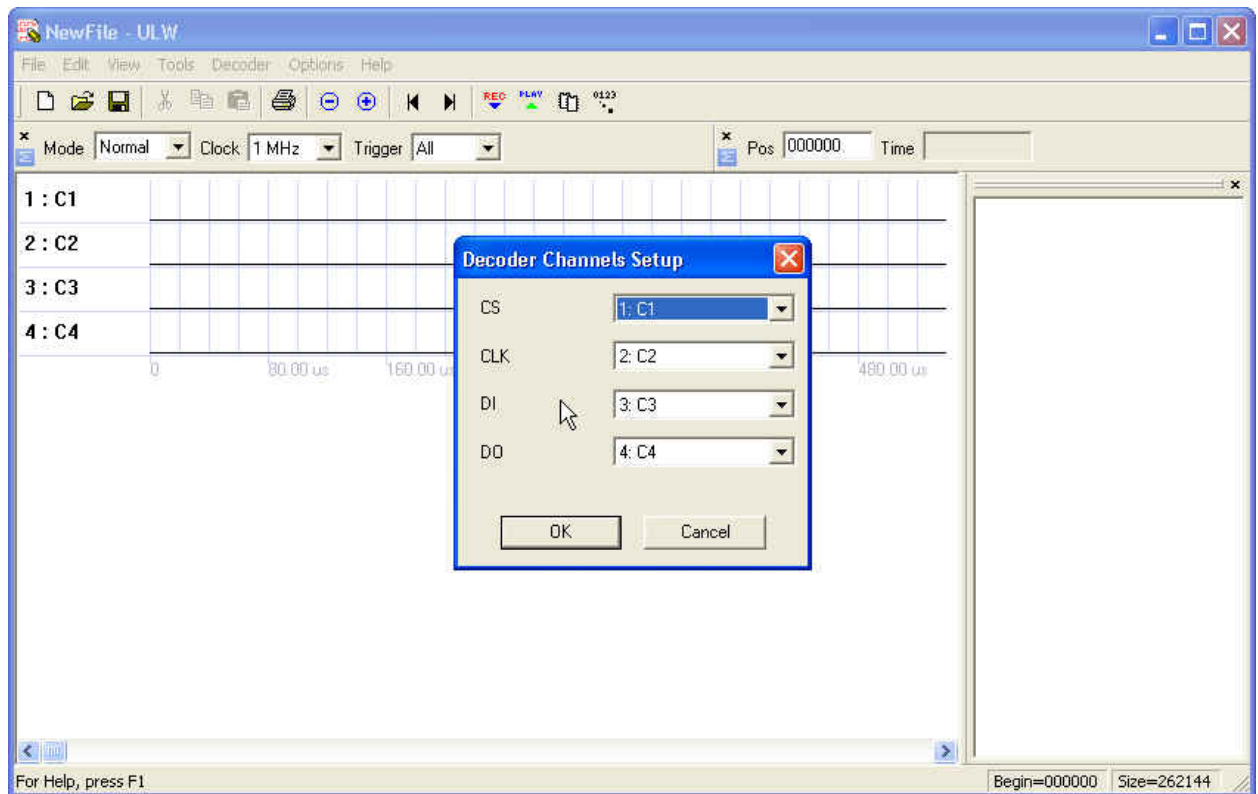 NewFile - ULW
File Edit View Tools Decoder Options Help
REC PLAY 0123
Mode Normal Clock 1 MHz Trigger All Pos 000000 Time
1 : C1
2 : C2
3 : C3
4 : C4
0 80.00 us 160.00 us 480.00 us
Decoder Channels Setup
CS 1: C1
CLK 2: C2
DI 3: C3
DO 4: C4
OK Cancel
For Help, press F1 Begin=000000 Size=262144